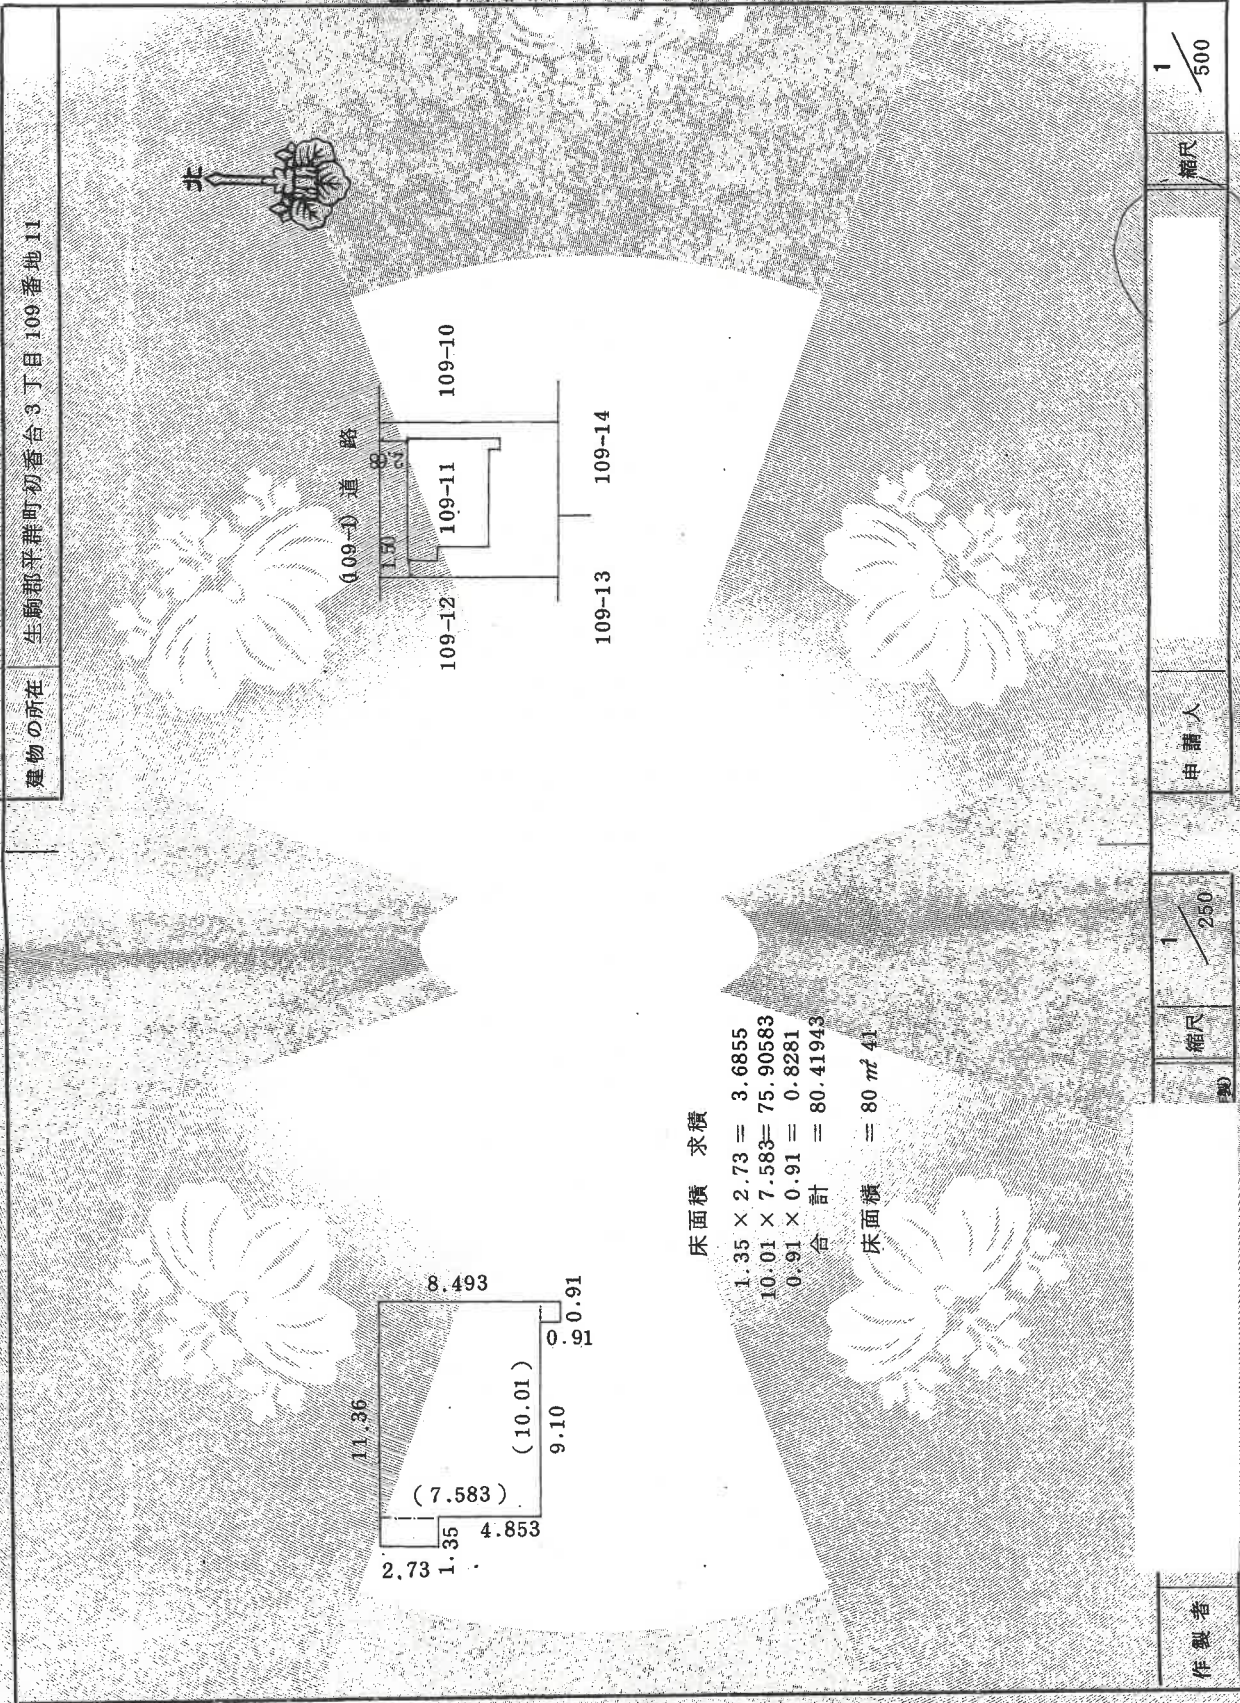 建物の所在 生駒郡平群町初香台3丁目109番地11
北
(109-1) 道路
1.50
2.68
109-12
109-11
109-10
109-13
109-14
11.36
8.493
(7.583)
(10.01)
2.73
1.35
4.853
9.10
0.91
0.91
床面積 求積
1.35 × 2.73 = 3.6855
10.01 × 7.583 = 75.90583
0.91 × 0.91 = 0.8281
合計 = 80.41943
床面積 = 80 m² 41
作製者
製)
縮尺 1/250
申請人
縮尺 1/500